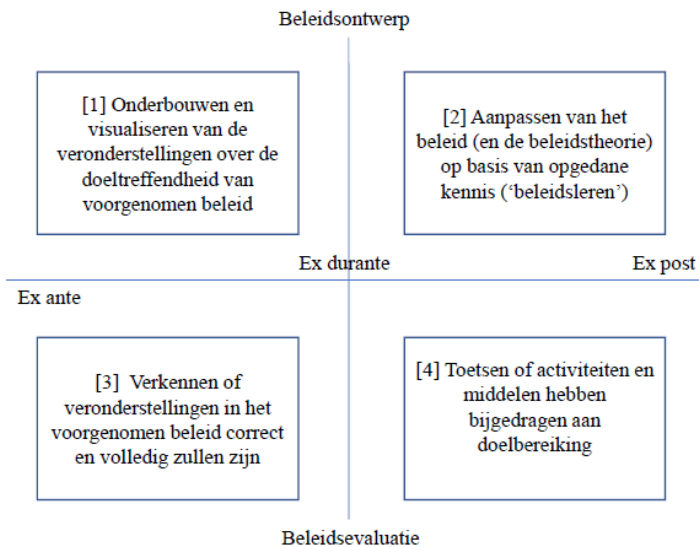 Beleidsontwerp
[1] Onderbouwen en
visualiseren van de
veronderstellingen over de
doeltreffendheid van
voorgenomen beleid
[2] Aanpassen van het
beleid (en de beleidstheorie)
op basis van opgedane
kennis (‘beleidsleren’)
Ex durante
Ex post
Ex ante
[3] Verkennen of
veronderstellingen in het
voorgenomen beleid correct
en volledig zullen zijn
[4] Toetsen of activiteiten en
middelen hebben
bijgedragen aan
doelbereiking
Beleidsevaluatie